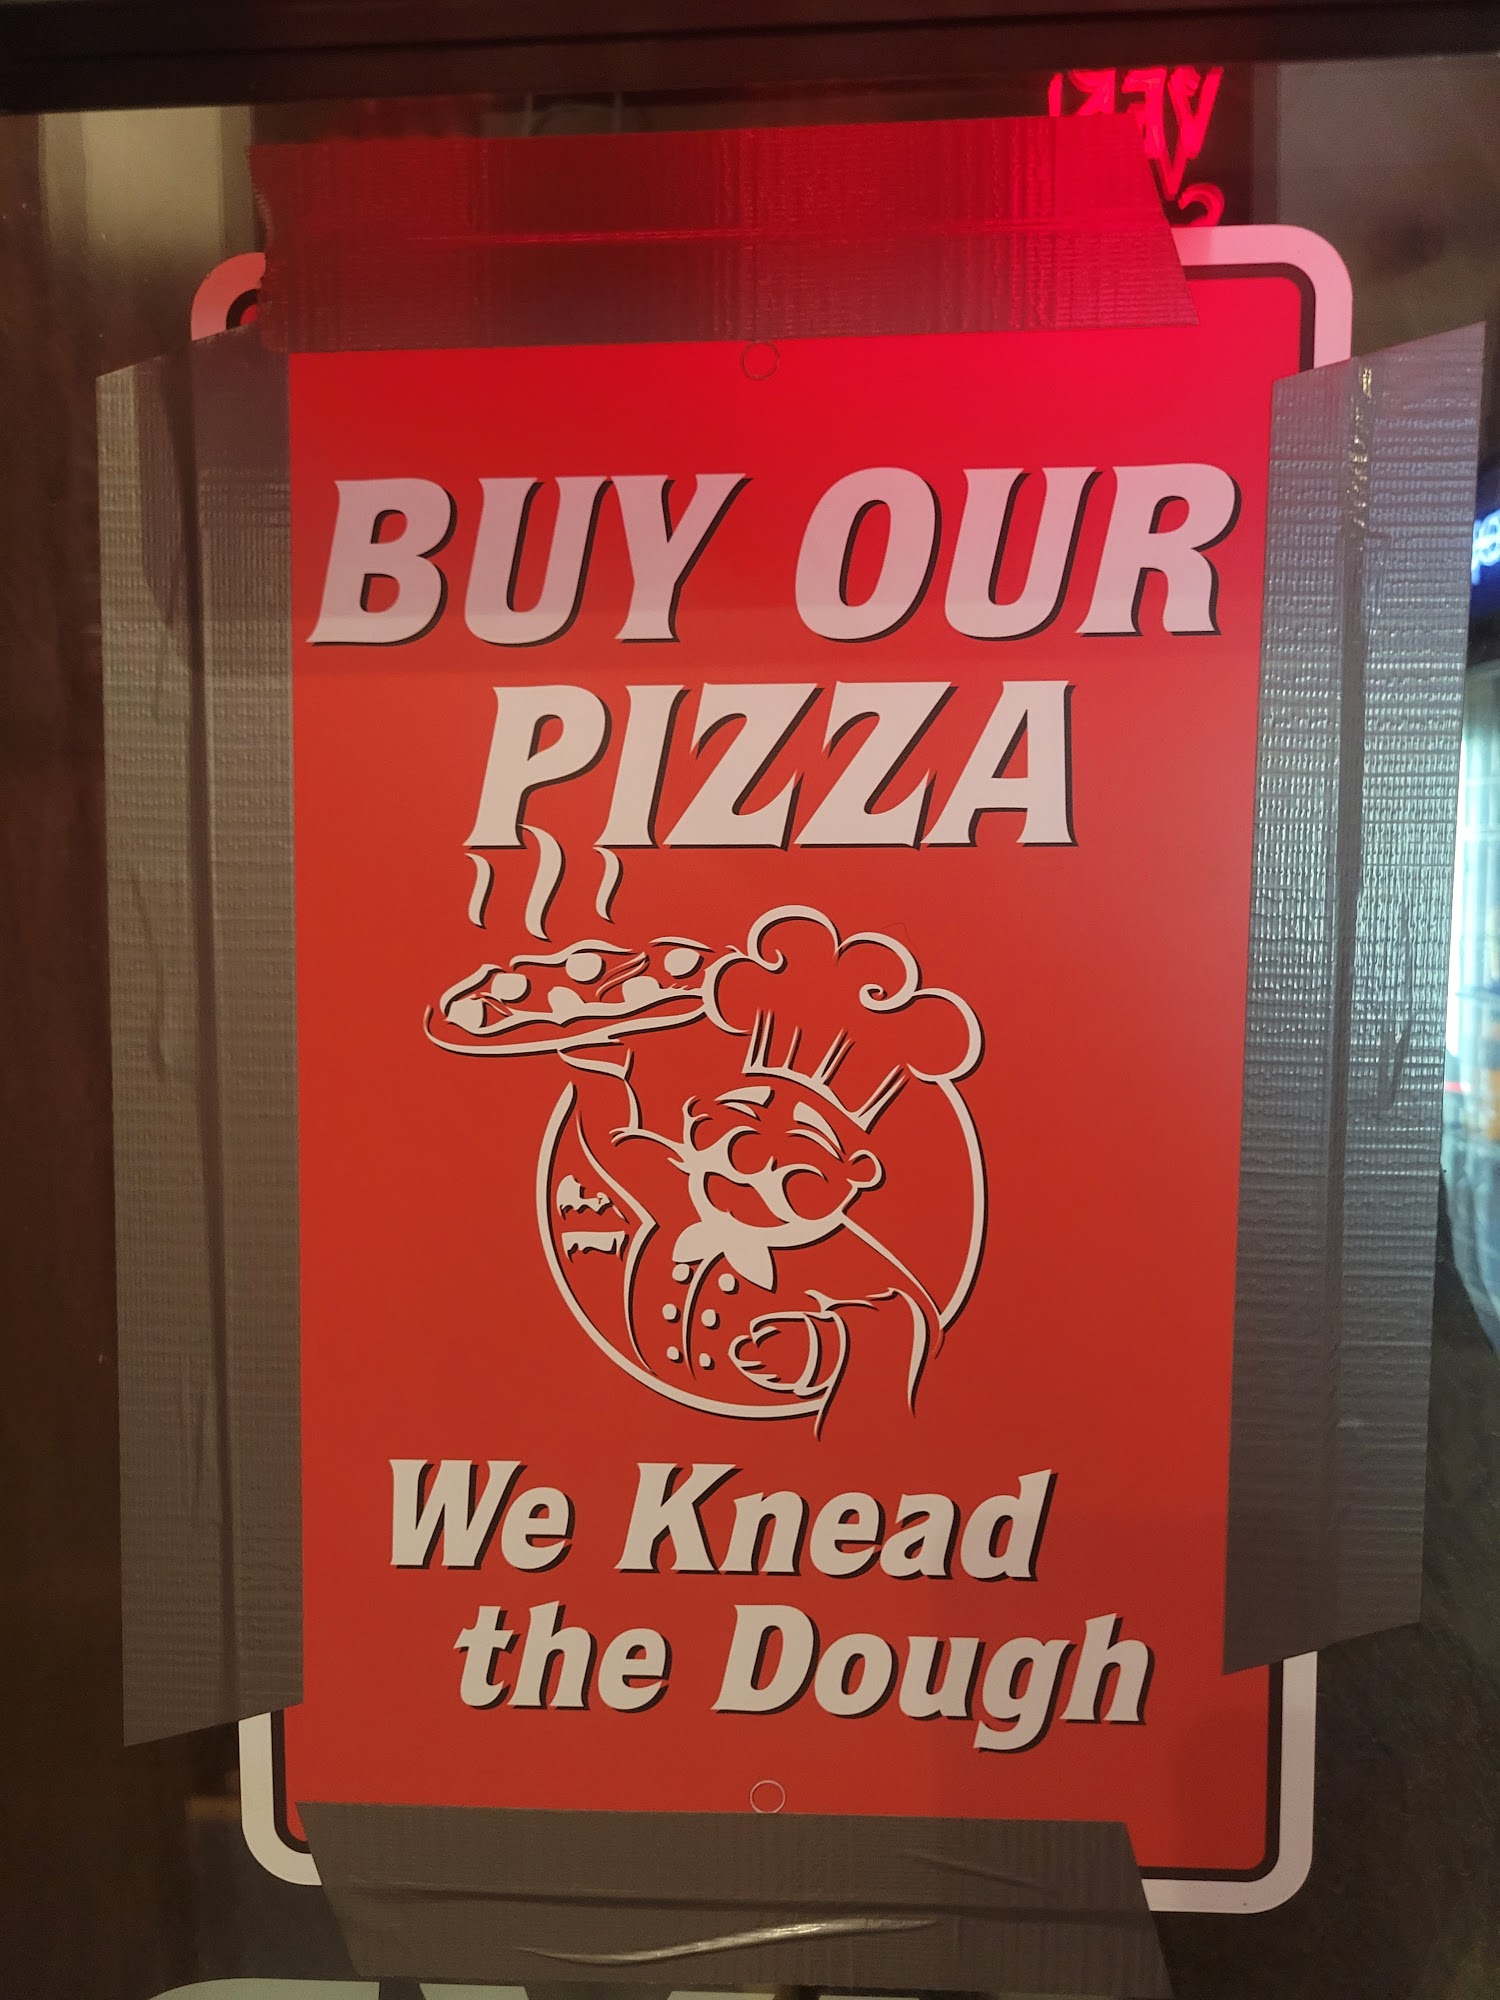 BUY OUR
PIZZA
We Knead
the Dough